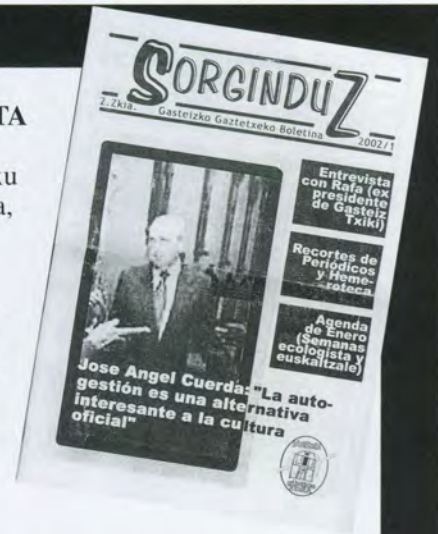 TA
ku
a,
SORGINDUZ
2.Zkia.
Gasteizko Gaztetxeko Boletina
2002/1
Entrevista
con Rafa (ex
presidente
de Gasteiz
Txiki)
Recortes de
Periódicos
y Heme-
roteca
Agenda
de Enero
(Semanas
ecologista y
euskaltzale)
Jose Angel Cuerda: "La auto-
gestión es una alternativa
interesante a la cultura
oficial"